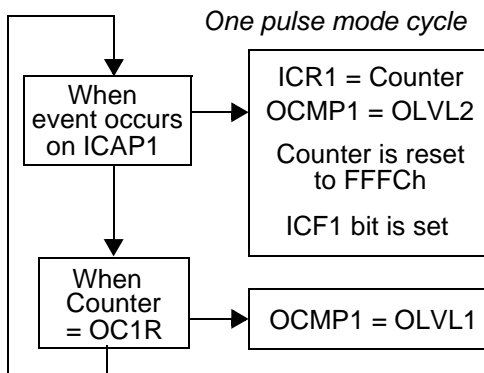 One pulse mode cycle
When
event occurs
on ICAP1
ICR1 = Counter
OCMP1 = OLVL2
Counter is reset
to FFFCh
ICF1 bit is set
When
Counter
= OC1R
OCMP1 = OLVL1